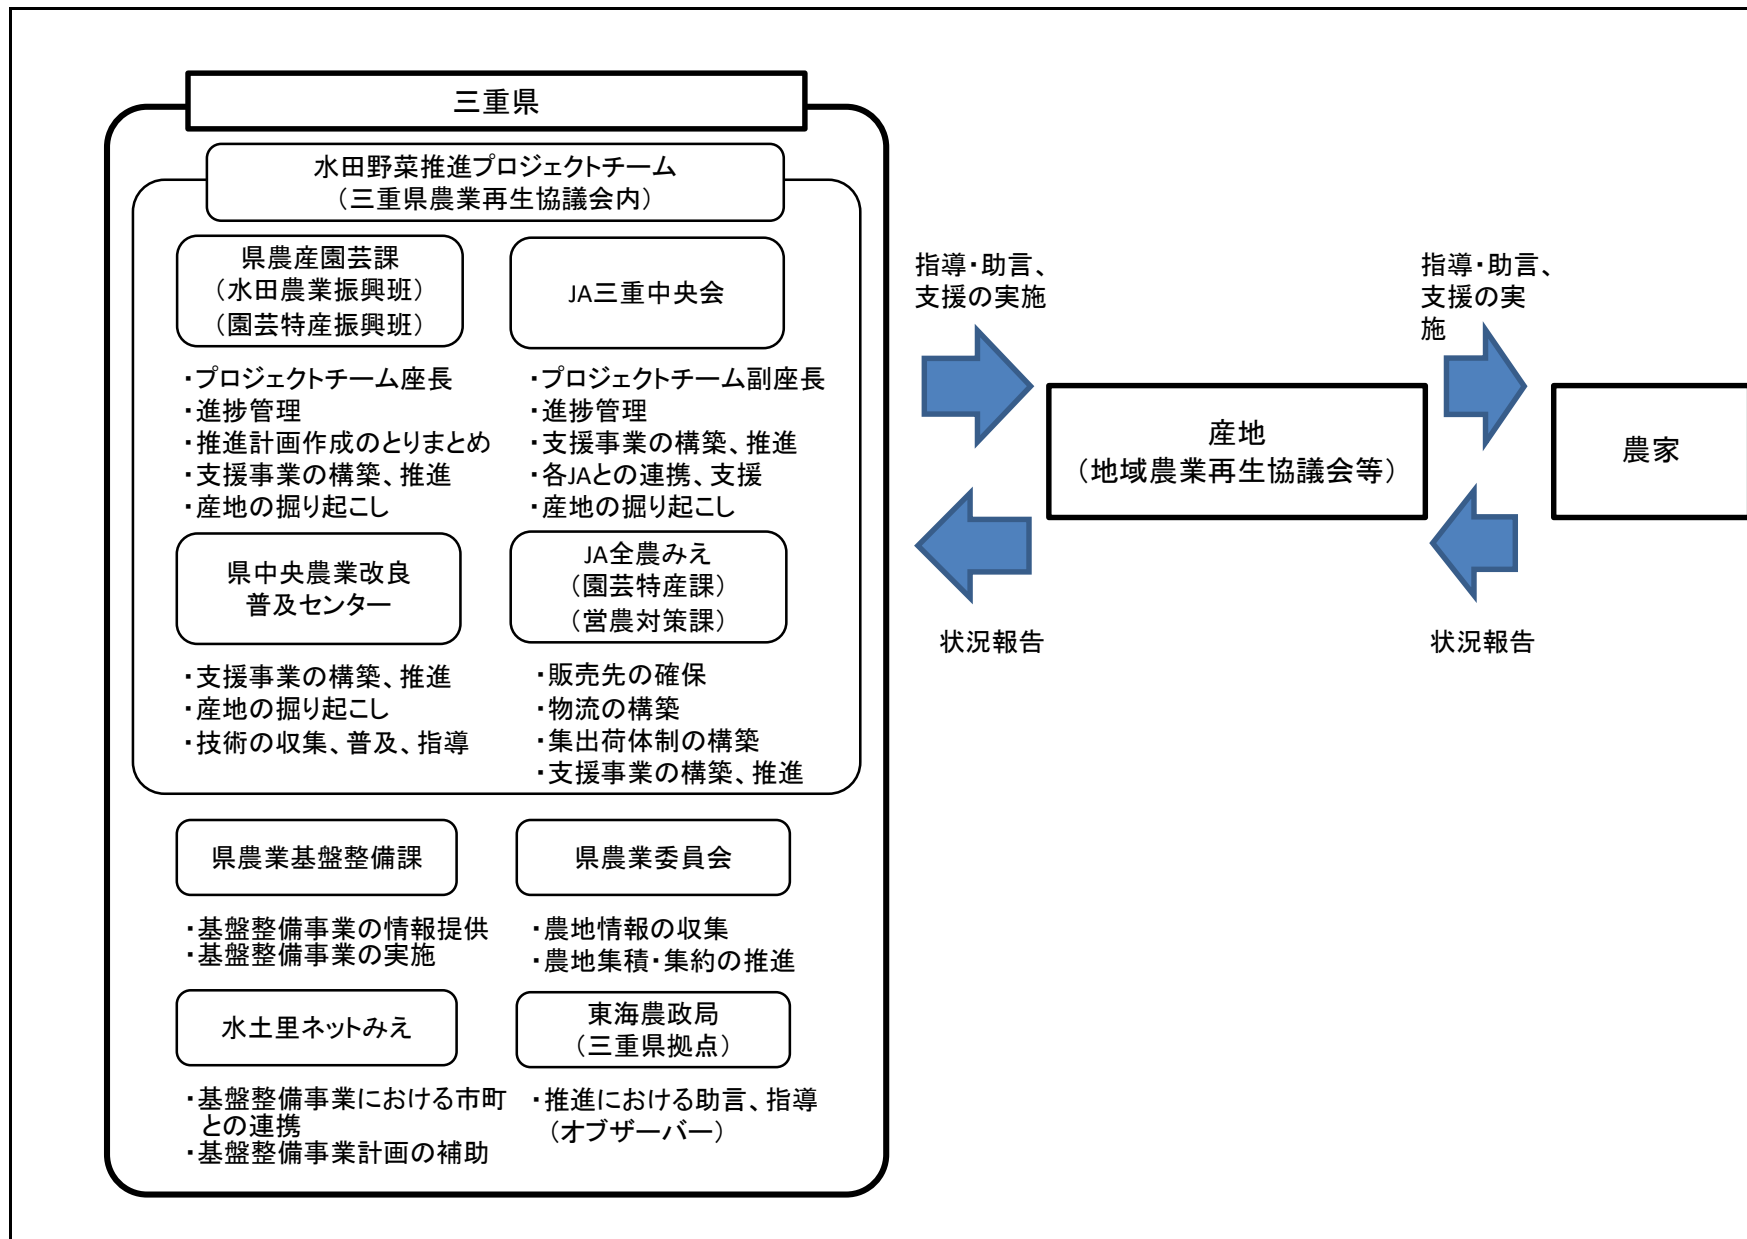 三重県
水田野菜推進プロジェクトチーム
（三重県農業再生協議会内）
県農産園芸課
（水田農業振興班）
（園芸特産振興班）
・プロジェクトチーム座長
・進捗管理
・推進計画作成のとりまとめ
・支援事業の構築、推進
・産地の掘り起こし
JA三重中央会
・プロジェクトチーム副座長
・進捗管理
・支援事業の構築、推進
・各JAとの連携、支援
・産地の掘り起こし
県中央農業改良
普及センター
・支援事業の構築、推進
・産地の掘り起こし
・技術の収集、普及、指導
JA全農みえ
（園芸特産課）
（営農対策課）
・販売先の確保
・物流の構築
・集出荷体制の構築
・支援事業の構築、推進
県農業基盤整備課
・基盤整備事業の情報提供
・基盤整備事業の実施
県農業委員会
・農地情報の収集
・農地集積・集約の推進
水土里ネットみえ
・基盤整備事業における市町
との連携
・基盤整備事業計画の補助
東海農政局
（三重県拠点）
・推進における助言、指導
（オブザーバー）
指導・助言、
支援の実施
状況報告
産地
（地域農業再生協議会等）
指導・助言、
支援の実
施
状況報告
農家